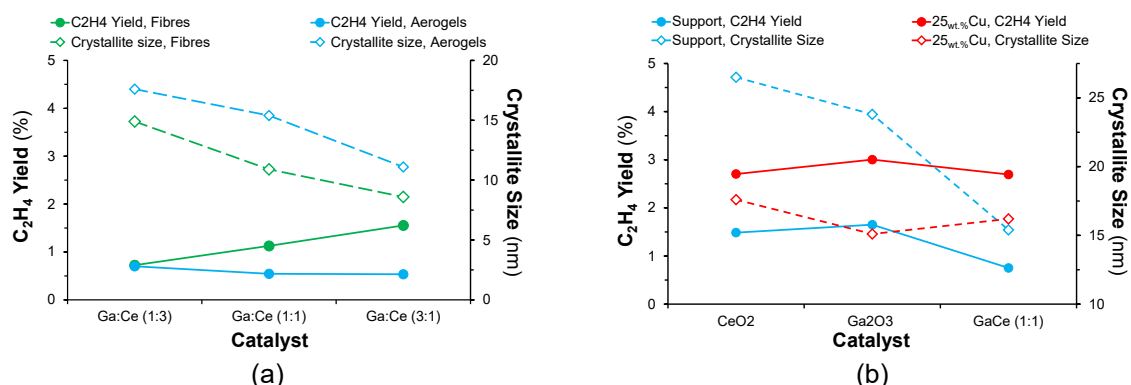 C2H4 Yield, Fibres
C2H4 Yield, Aerogels
Crystallite size, Fibres
Crystallite size, Aerogels
5
4
3
2
1
0
C2H4 Yield (%)
20
15
10
5
0
Crystallite Size (nm)
Ga:Ce (1:3)
Ga:Ce (1:1)
Ga:Ce (3:1)
Catalyst
(a)
Support, C2H4 Yield
25wt.%Cu, C2H4 Yield
Support, Crystallite Size
25wt.%Cu, Crystallite Size
5
4
3
2
1
0
C2H4 Yield (%)
25
20
15
10
Crystallite Size (nm)
CeO2
Ga2O3
GaCe (1:1)
Catalyst
(b)